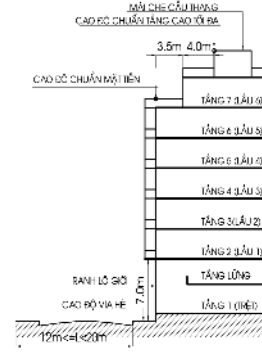 MÁI CHE CẦU THANG
CAO ĐỘ CHUẨN TẦNG CAO TỐI ĐA
3.5m 4.0m
CAO ĐỘ CHUẨN MẶT TIỀN
TẦNG 7 (LẦU 6)
TẦNG 6 (LẦU 5)
TẦNG 5 (LẦU 4)
TẦNG 4 (LẦU 3)
TẦNG 3 (LẦU 2)
TẦNG 2 (LẦU 1)
RANH LỘ GIỚI
TẦNG LỬNG
7.0m
CAO ĐỘ VỈA HÈ
TẦNG 1 (TRỆT)
12m<=L<20m